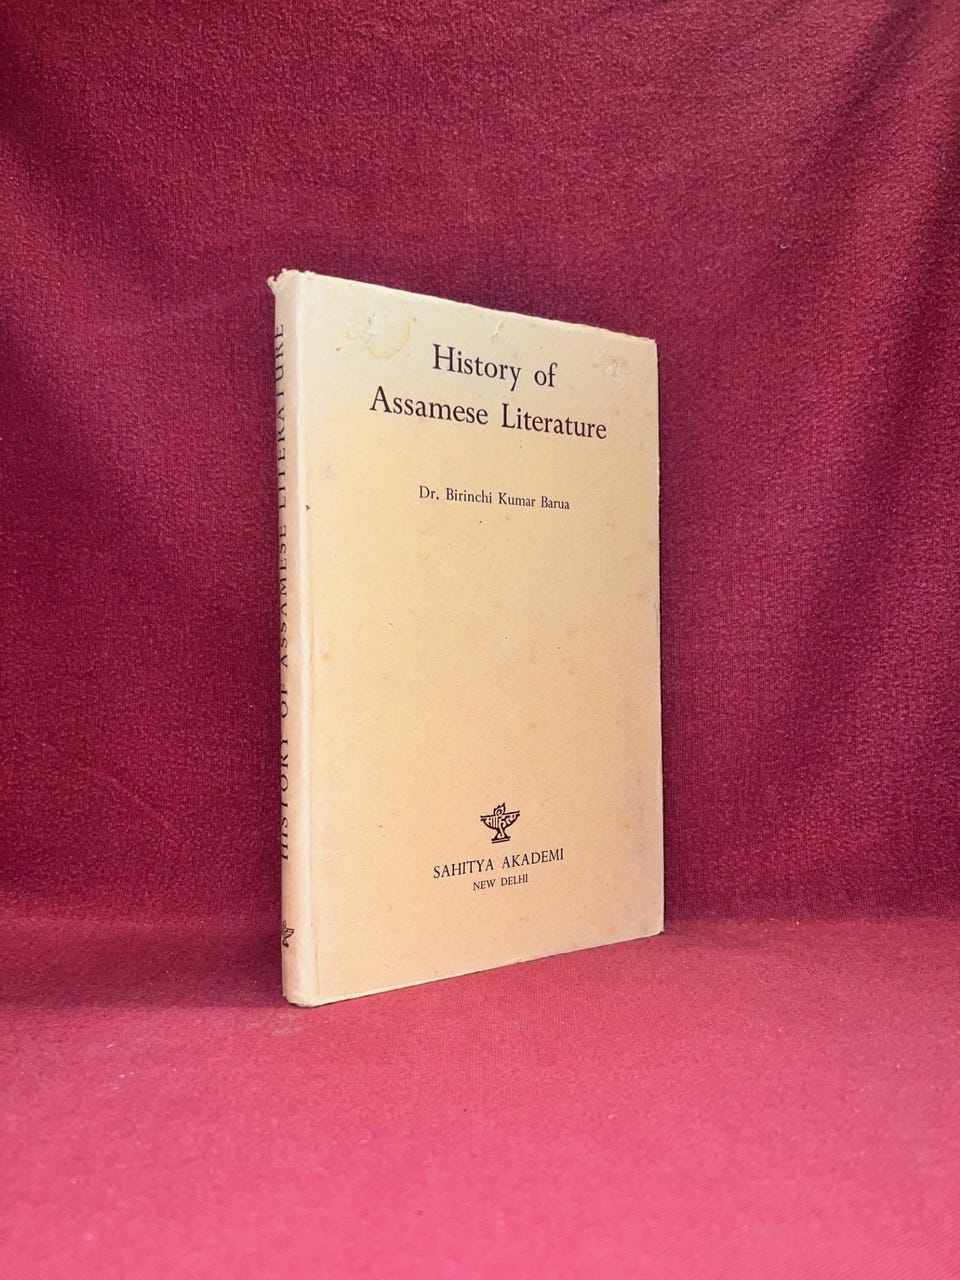 History of
Assamese Literature
Dr. Birinchi Kumar Barua
SAHITYA AKADEMI
NEW DELHI
HISTORY OF ASSAMESE LITERATURE